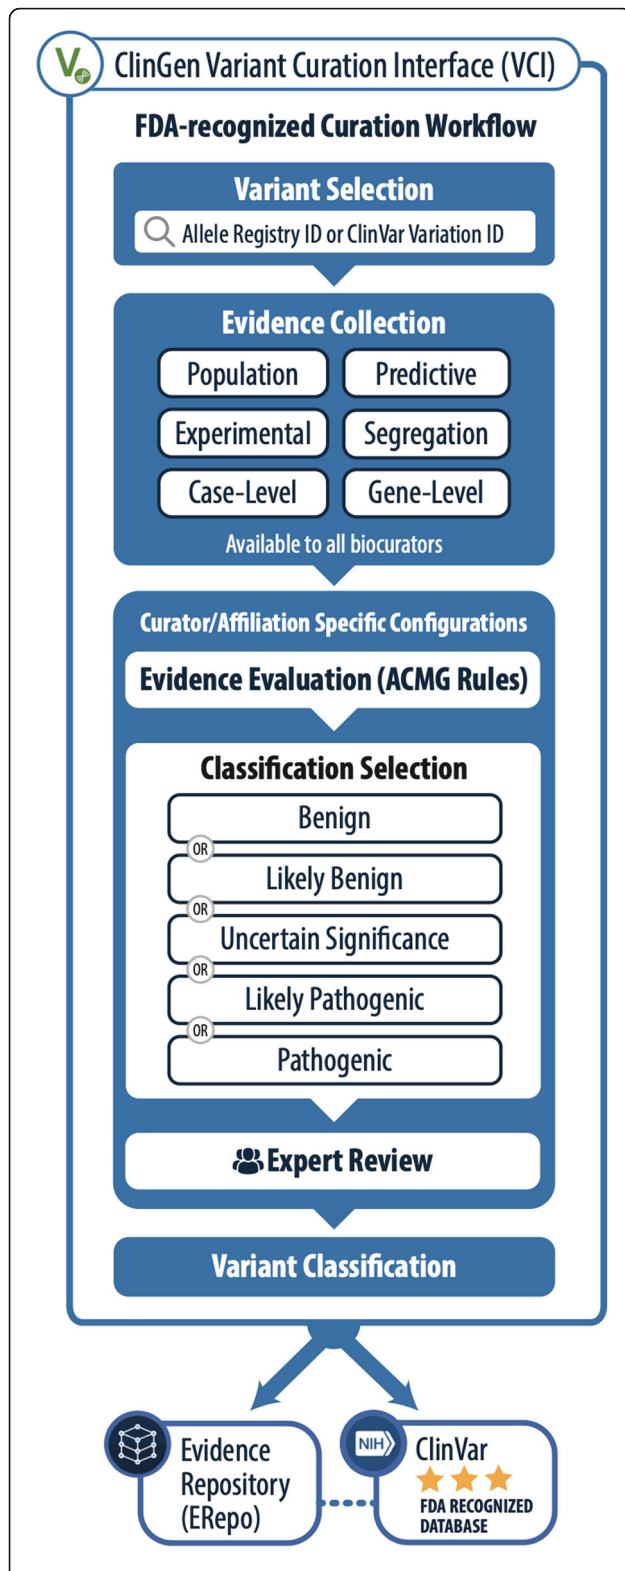 V
ClinGen Variant Curation Interface (VCI)
FDA-recognized Curation Workflow
Variant Selection
Allele Registry ID or ClinVar Variation ID
Evidence Collection
Population
Predictive
Experimental
Segregation
Case-Level
Gene-Level
Available to all biocurators
Curator/Affiliation Specific Configurations
Evidence Evaluation (ACMG Rules)
Classification Selection
Benign
OR
Likely Benign
OR
Uncertain Significance
OR
Likely Pathogenic
OR
Pathogenic
Expert Review
Variant Classification
Evidence
Repository
(ERepo)
NIH
ClinVar
FDA RECOGNIZED
DATABASE